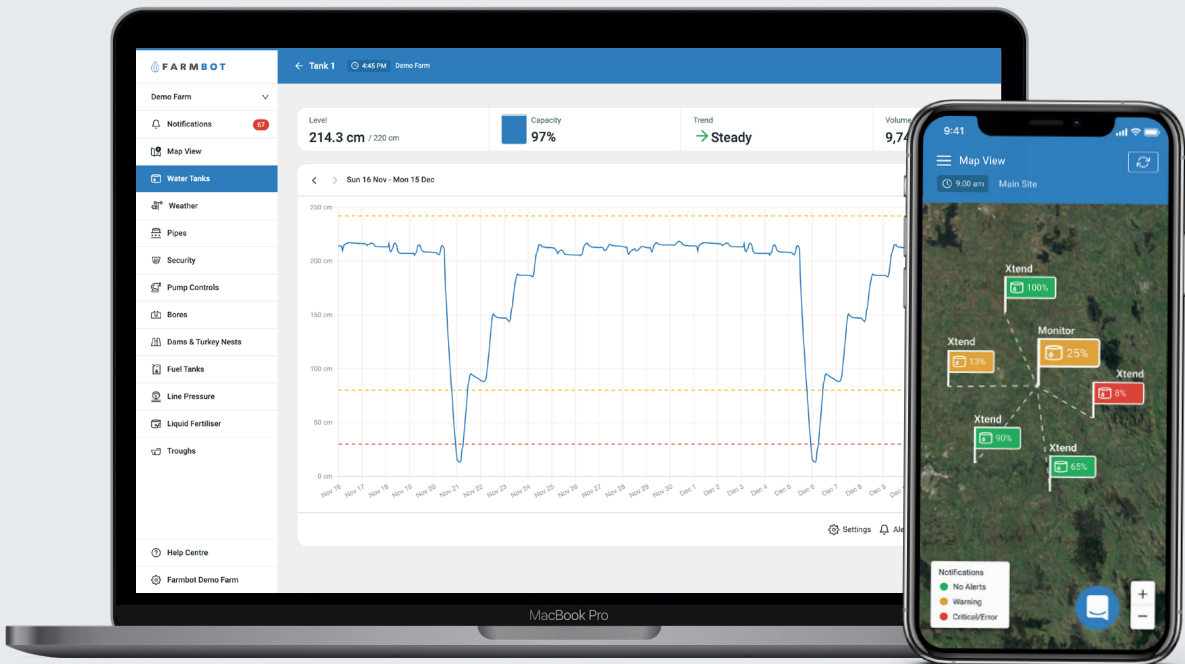 FARMBOT
Demo Farm
Notifications 67
Map View
Water Tanks
Weather
Pipes
Security
Pump Controls
Bores
Dams & Turkey Nests
Fuel Tanks
Line Pressure
Liquid Fertiliser
Troughs
Help Centre
Farmbot Demo Farm
← Tank 1 4:45 PM Demo Farm
Level Capacity Trend Volume
214.3 cm / 220 cm 97% → Steady 9,74
< > Sun 16 Nov - Mon 15 Dec
250 cm
200 cm
150 cm
100 cm
50 cm
0 cm
Nov 16 Nov 17 Nov 18 Nov 19 Nov 20 Nov 21 Nov 22 Nov 23 Nov 24 Nov 25 Nov 26 Nov 27 Nov 28 Nov 29 Nov 30 Dec 1 Dec 2 Dec 3 Dec 4 Dec 5 Dec 6 Dec 7 Dec 8 Dec 9 Dec
Settings Ale
MacBook Pro
9:41
Map View
9:00 am Main Site
Xtend
100%
Monitor
25%
Xtend
13%
Xtend
8%
Xtend
90%
Xtend
65%
Notifications
No Alerts
Warning
Critical/Error
+
−